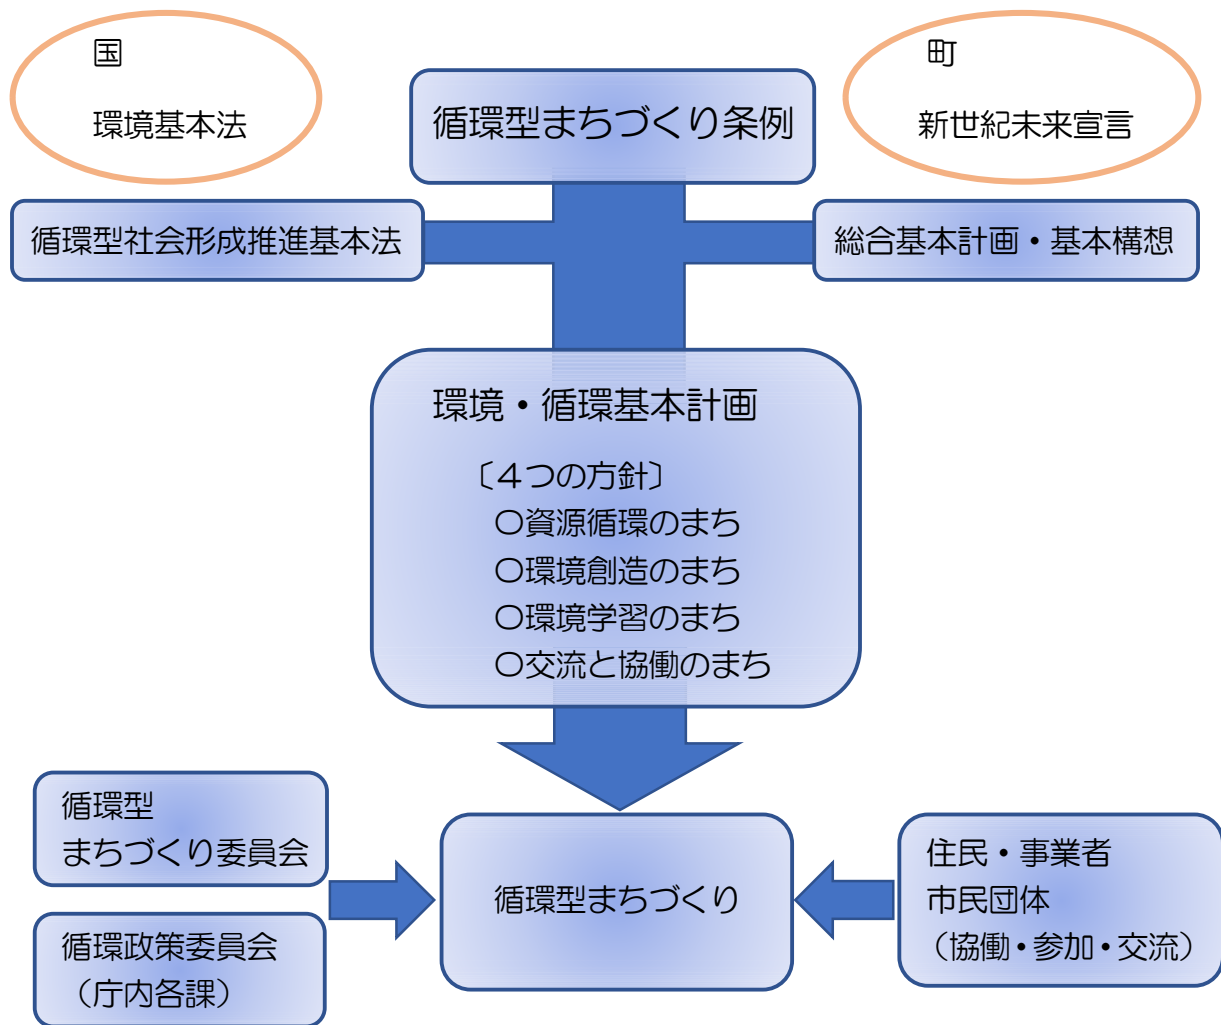 国
環境基本法
循環型まちづくり条例
町
新世紀未来宣言
循環型社会形成推進基本法
総合基本計画・基本構想
環境・循環基本計画
〔４つの方針〕
〇資源循環のまち
〇環境創造のまち
〇環境学習のまち
〇交流と協働のまち
循環型
まちづくり委員会
循環政策委員会
（庁内各課）
循環型まちづくり
住民・事業者
市民団体
（協働・参加・交流）